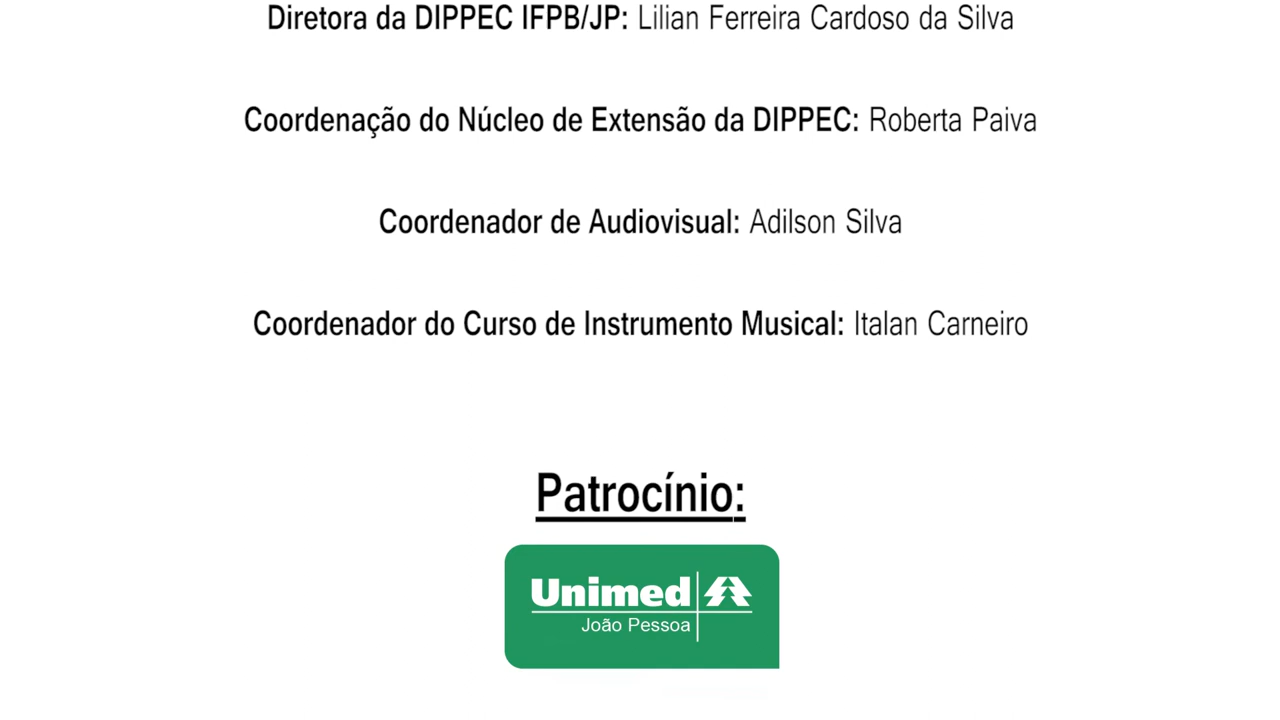 Diretora da DIPPEC IFPB/JP: Lilian Ferreira Cardoso da Silva
Coordenação do Núcleo de Extensão da DIPPEC: Roberta Paiva
Coordenador de Audiovisual: Adilson Silva
Coordenador do Curso de Instrumento Musical: Italan Carneiro
Patrocínio:
Unimed
João Pessoa